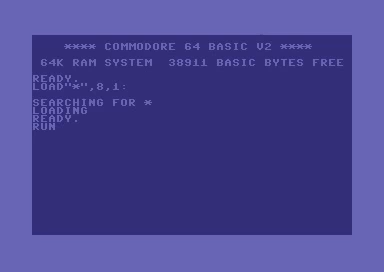 **** COMMODORE 64 BASIC V2 ****
64K RAM SYSTEM  38911 BASIC BYTES FREE
READY.
LOAD"*",8,1:
SEARCHING FOR *
LOADING
READY.
RUN